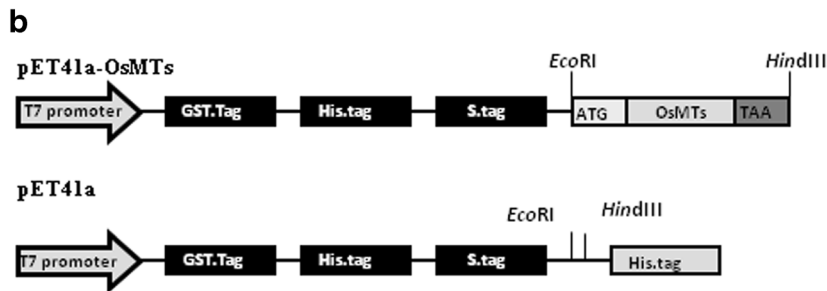 b
pET41a-OsMTs
EcoRI HindIII
T7 promoter GST.Tag His.tag S.tag ATG OsMTs TAA
pET41a
EcoRI HindIII
T7 promoter GST.Tag His.tag S.tag His.tag